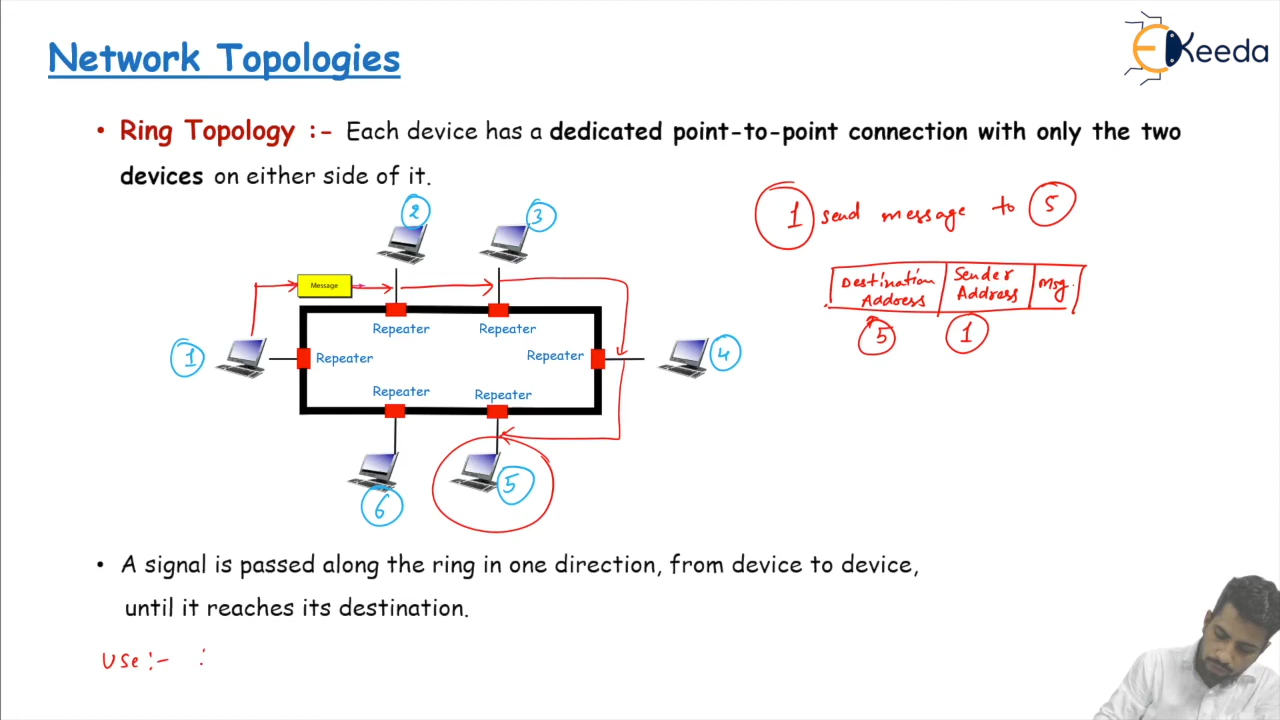 Network Topologies
EKeeda
• Ring Topology :- Each device has a dedicated point-to-point connection with only the two
devices on either side of it.
2
3
1 send message to 5
Message
Destination Address
Sender Address
Msg.
5
1
Repeater
Repeater
1
Repeater
Repeater
4
Repeater
Repeater
6
5
• A signal is passed along the ring in one direction, from device to device,
until it reaches its destination.
Use :-